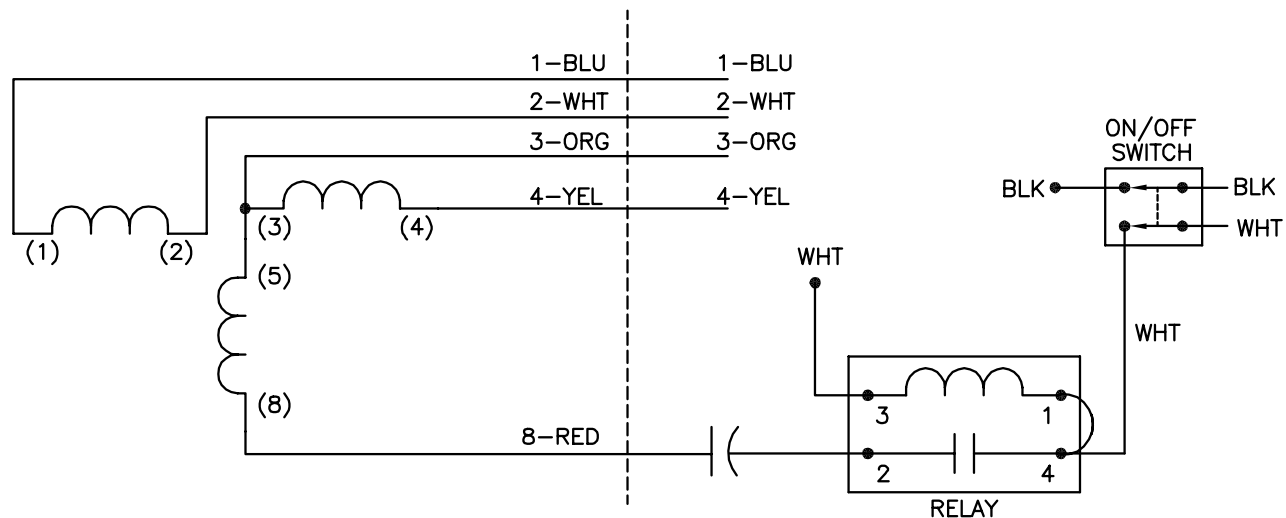 1-BLU 1-BLU
2-WHT 2-WHT
3-ORG 3-ORG
4-YEL 4-YEL
ON/OFF
SWITCH
BLK BLK
WHT
(1) (2) (3) (4)
(5)
(8)
8-RED
WHT
WHT
3 1
2 4
RELAY